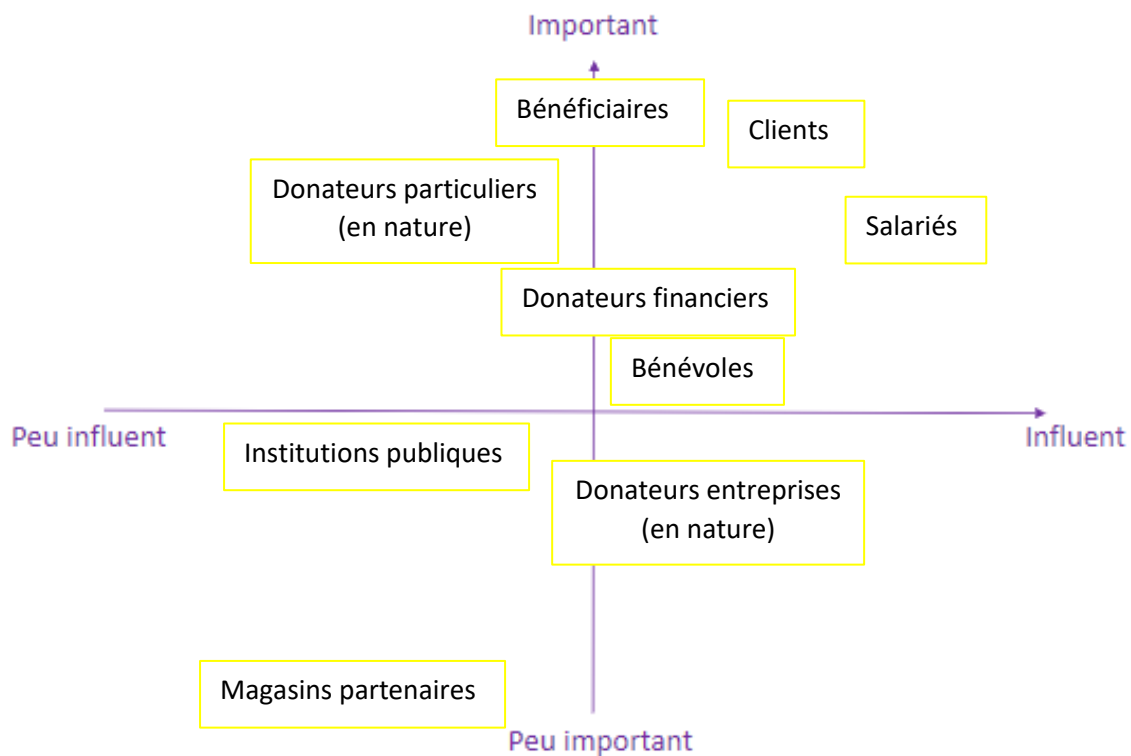 Important
Bénéficiaires
Clients
Donateurs particuliers
(en nature)
Salariés
Donateurs financiers
Bénévoles
Peu influent
Influent
Institutions publiques
Donateurs entreprises
(en nature)
Magasins partenaires
Peu important